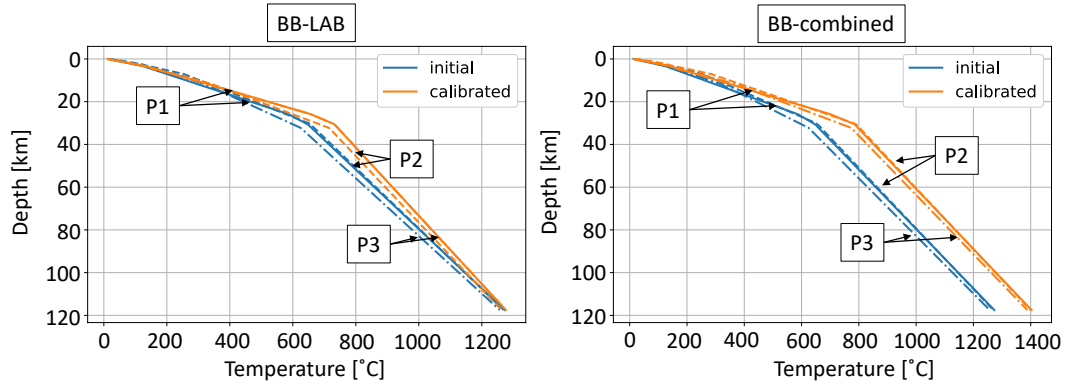 BB-LAB
0
20
40
60
80
100
120
Depth [km]
initial
calibrated
P1
P2
P3
0
200
400
600
800
1000
1200
Temperature [˚C]
BB-combined
0
20
40
60
80
100
120
Depth [km]
initial
calibrated
P1
P2
P3
0
200
400
600
800
1000
1200
1400
Temperature [˚C]